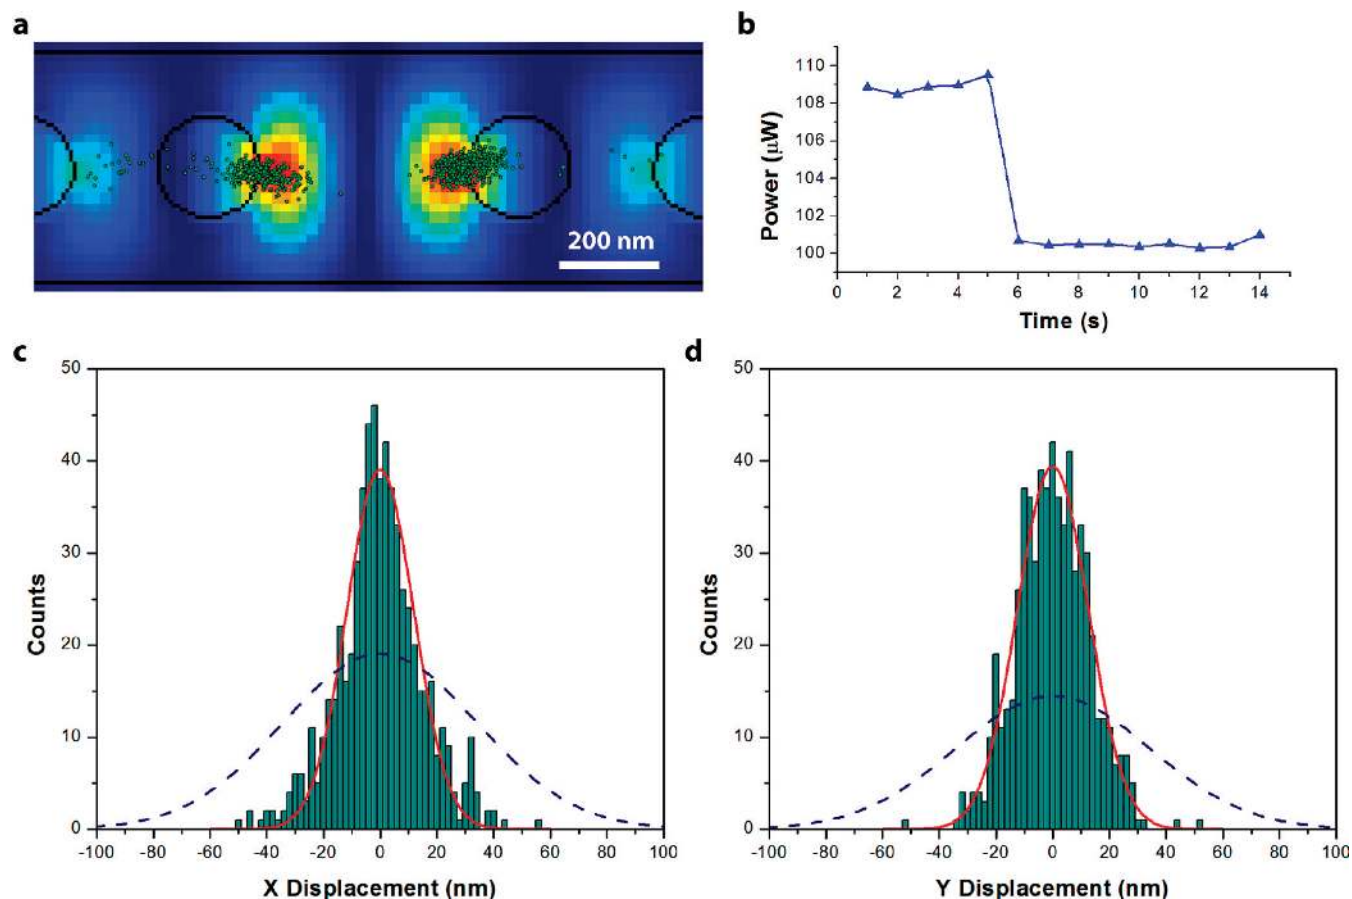 a
200 nm
b
110
108
106
104
102
100
Power (μW)
0 2 4 6 8 10 12 14
Time (s)
c
50
40
30
20
10
0
Counts
-100 -80 -60 -40 -20 0 20 40 60 80 100
X Displacement (nm)
d
50
40
30
20
10
0
Counts
-100 -80 -60 -40 -20 0 20 40 60 80 100
Y Displacement (nm)